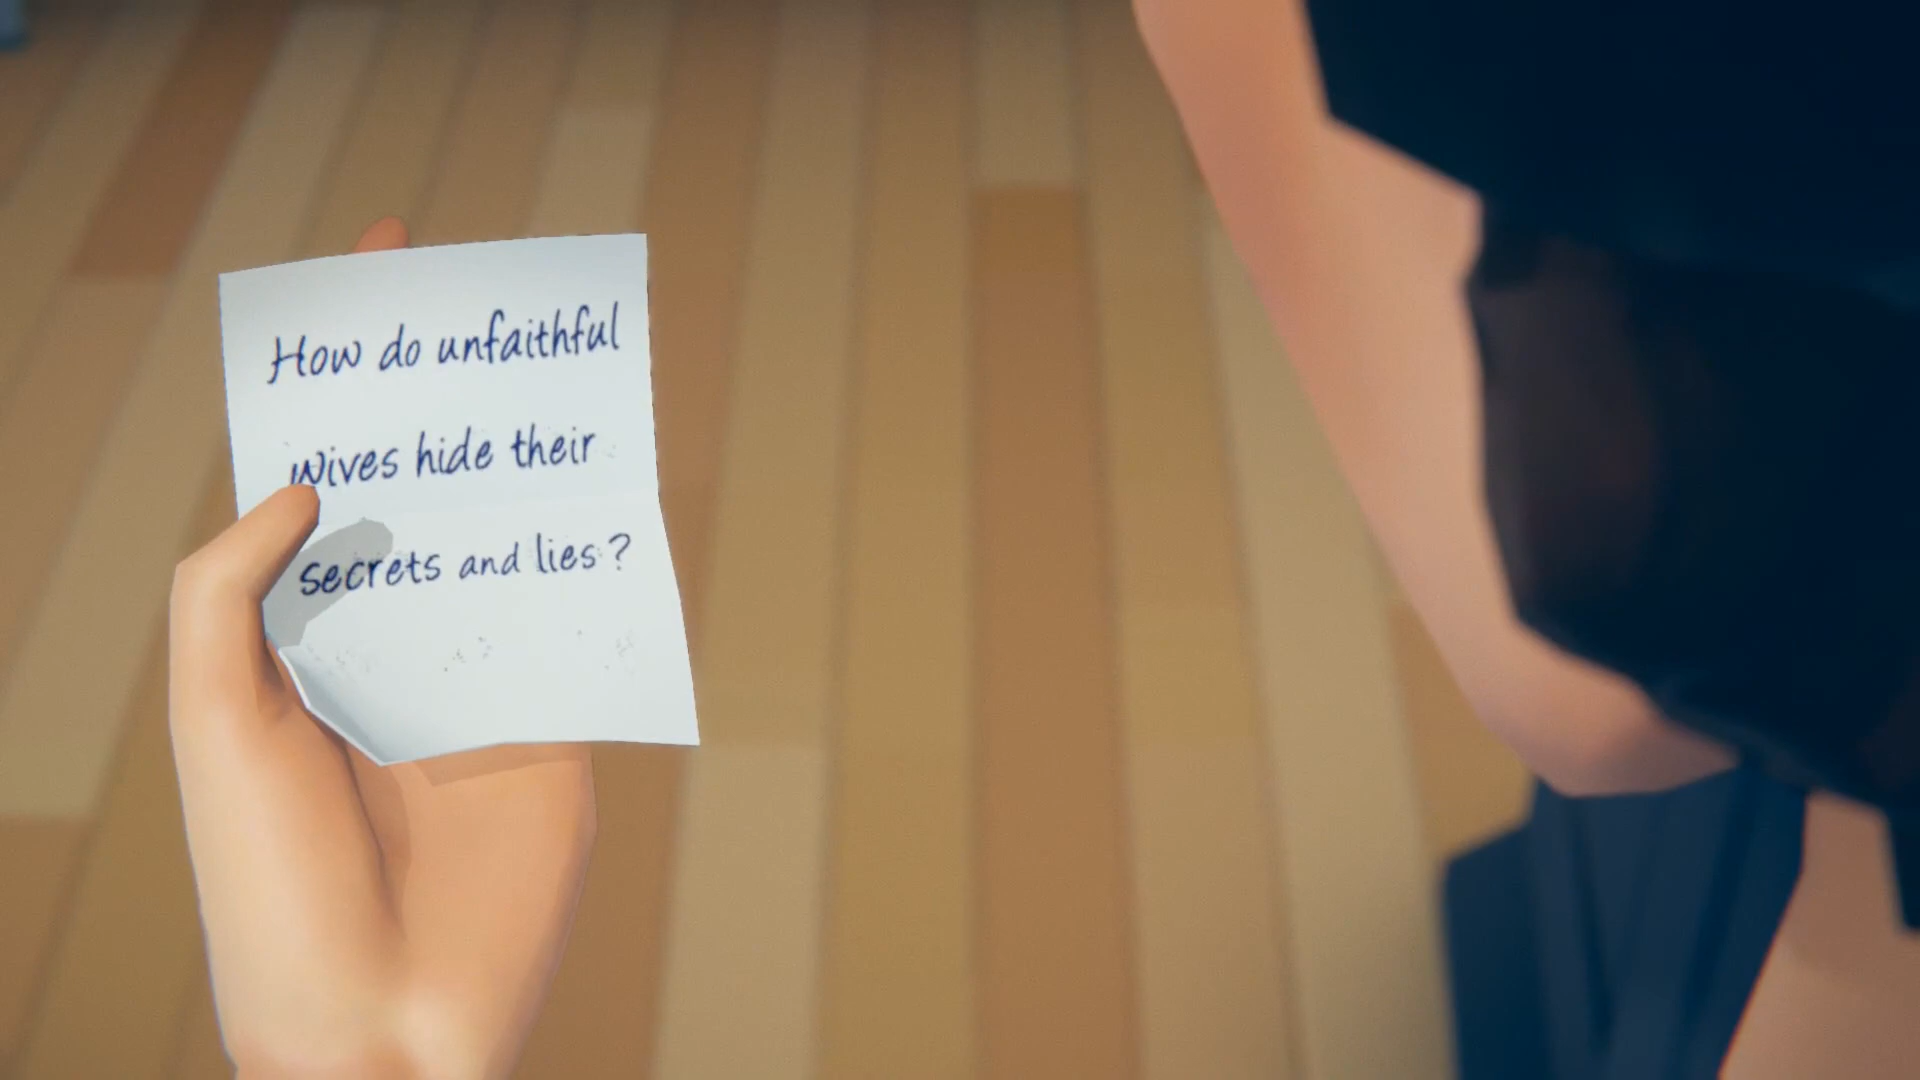 How do unfaithful
wives hide their
secrets and lies?